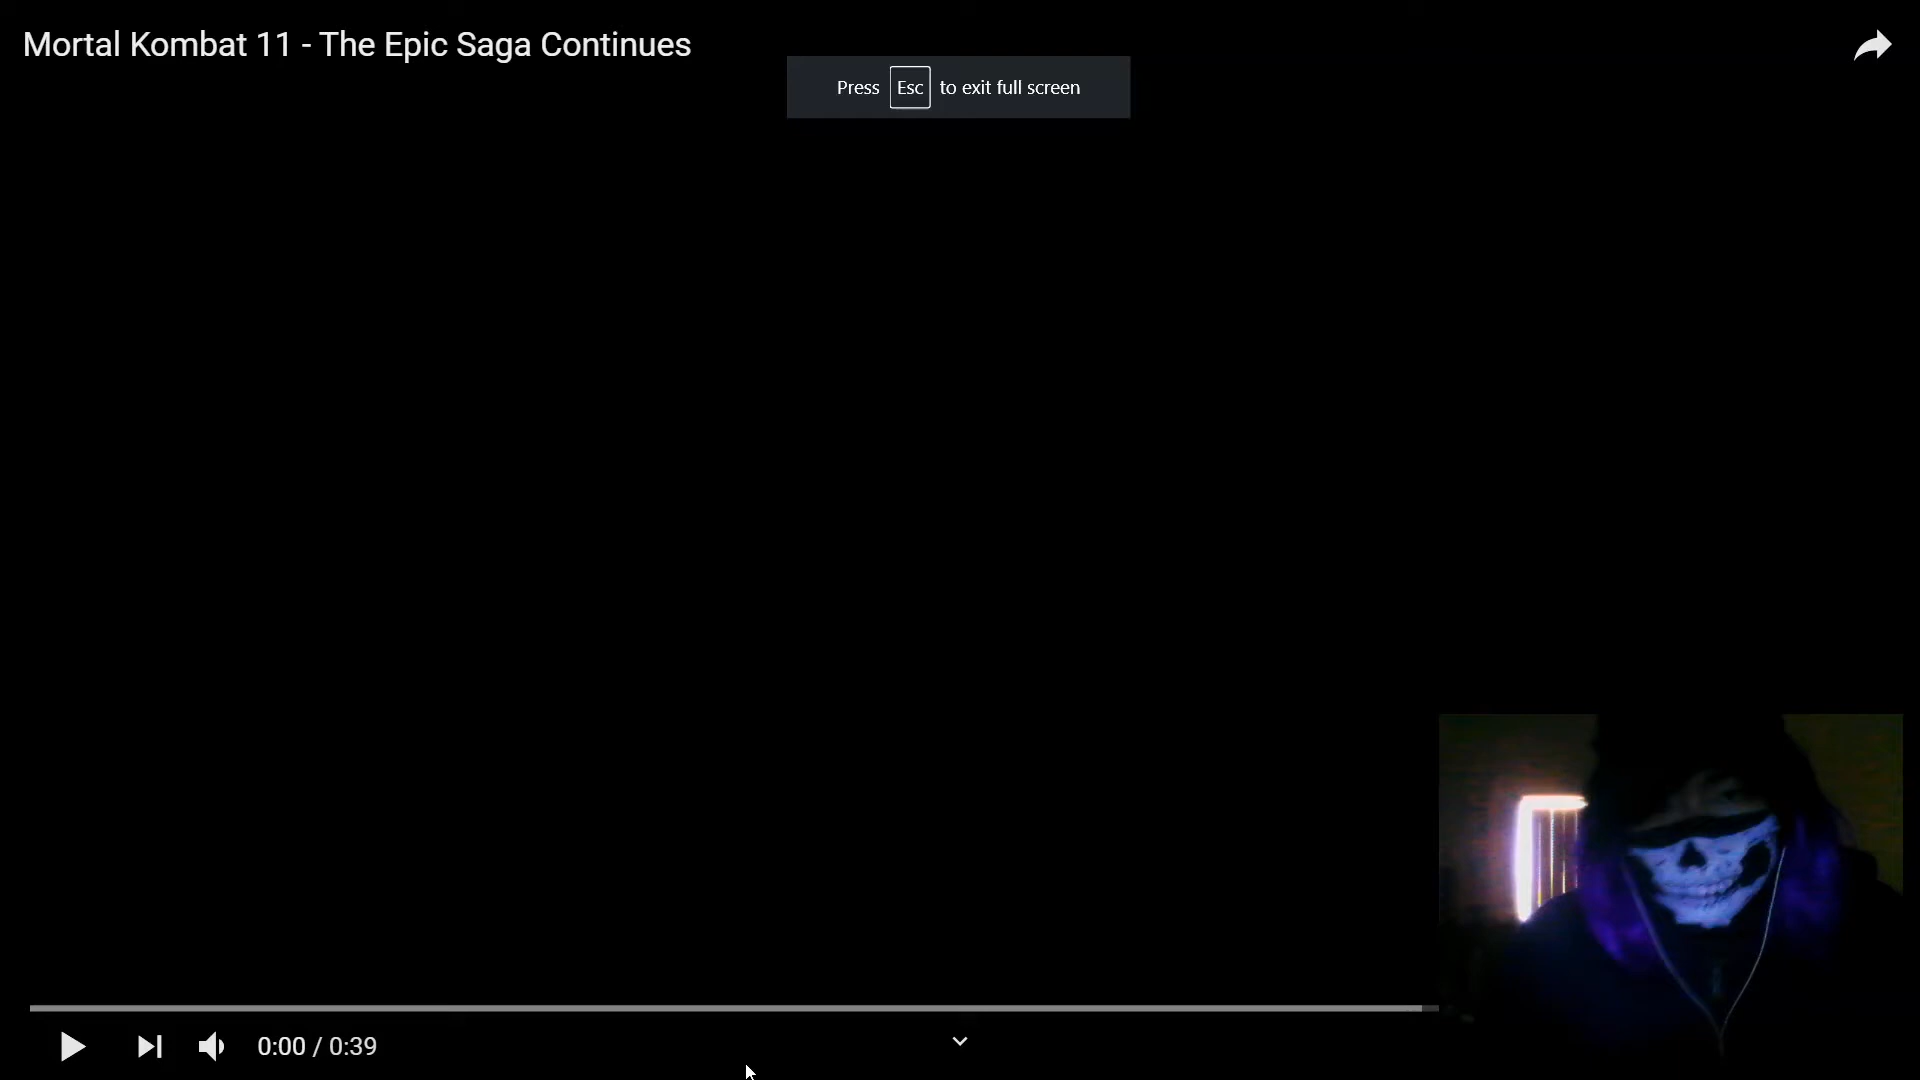 Mortal Kombat 11 - The Epic Saga Continues
Press Esc to exit full screen
0:00 / 0:39